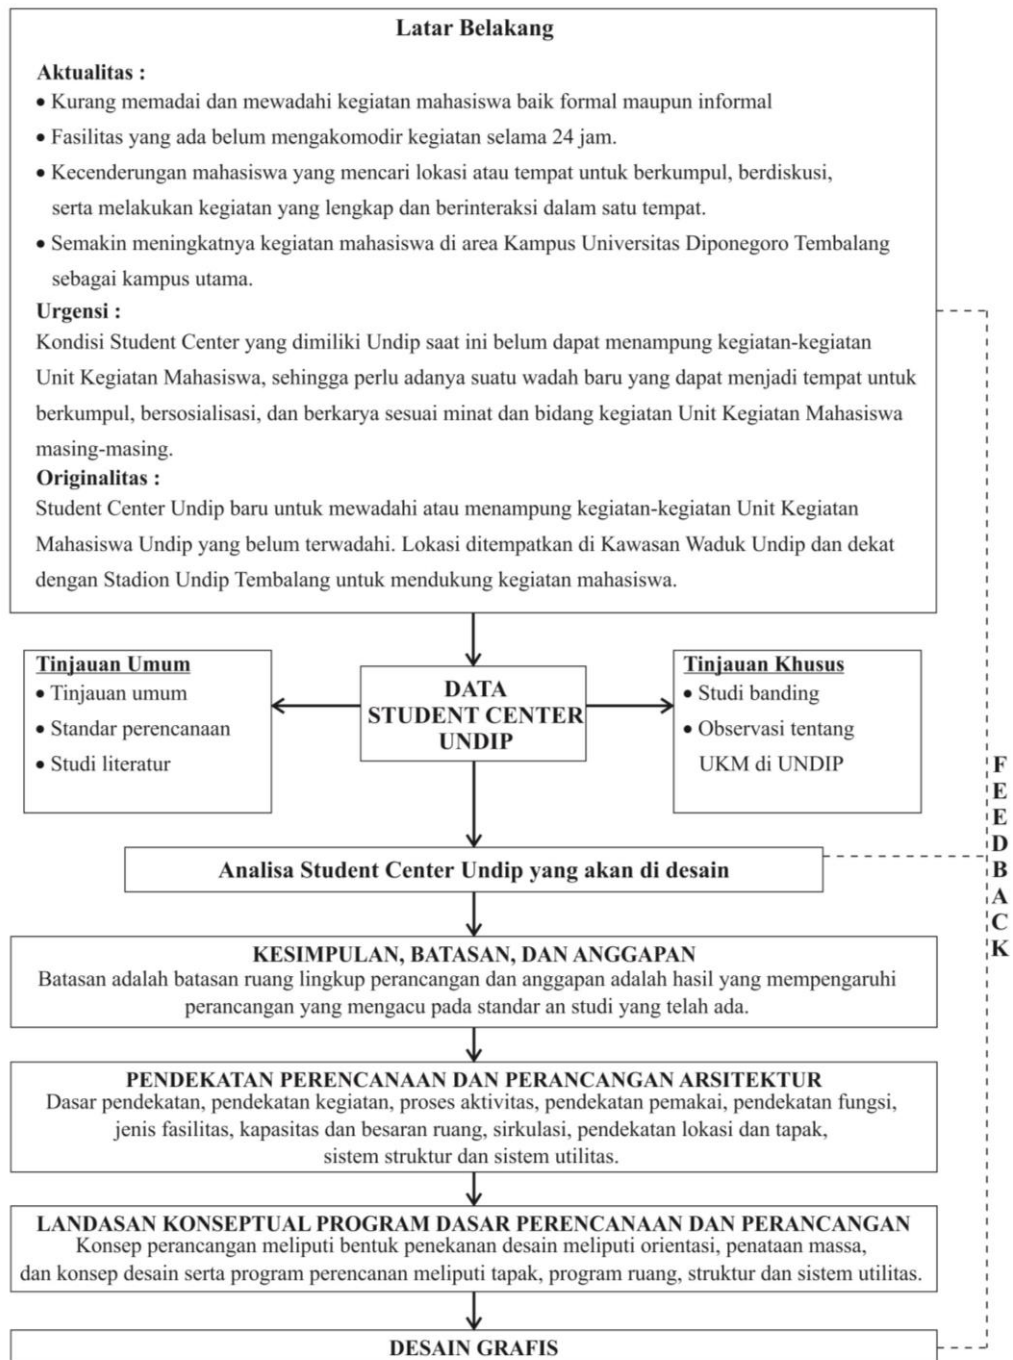 Latar Belakang
Aktualitas :
• Kurang memadai dan mewadahi kegiatan mahasiswa baik formal maupun informal
• Fasilitas yang ada belum mengakomodir kegiatan selama 24 jam.
• Kecenderungan mahasiswa yang mencari lokasi atau tempat untuk berkumpul, berdiskusi,
serta melakukan kegiatan yang lengkap dan berinteraksi dalam satu tempat.
• Semakin meningkatnya kegiatan mahasiswa di area Kampus Universitas Diponegoro Tembalang
sebagai kampus utama.
Urgensi :
Kondisi Student Center yang dimiliki Undip saat ini belum dapat menampung kegiatan-kegiatan
Unit Kegiatan Mahasiswa, sehingga perlu adanya suatu wadah baru yang dapat menjadi tempat untuk
berkumpul, bersosialisasi, dan berkarya sesuai minat dan bidang kegiatan Unit Kegiatan Mahasiswa
masing-masing.
Originalitas :
Student Center Undip baru untuk mewadahi atau menampung kegiatan-kegiatan Unit Kegiatan
Mahasiswa Undip yang belum terwadahi. Lokasi ditempatkan di Kawasan Waduk Undip dan dekat
dengan Stadion Undip Tembalang untuk mendukung kegiatan mahasiswa.
Tinjauan Umum
• Tinjauan umum
• Standar perencanaan
• Studi literatur
DATA
STUDENT CENTER
UNDIP
Tinjauan Khusus
• Studi banding
• Observasi tentang
UKM di UNDIP
Analisa Student Center Undip yang akan di desain
KESIMPULAN, BATASAN, DAN ANGGAPAN
Batasan adalah batasan ruang lingkup perancangan dan anggapan adalah hasil yang mempengaruhi
perancangan yang mengacu pada standar an studi yang telah ada.
PENDEKATAN PERENCANAAN DAN PERANCANGAN ARSITEKTUR
Dasar pendekatan, pendekatan kegiatan, proses aktivitas, pendekatan pemakai, pendekatan fungsi,
jenis fasilitas, kapasitas dan besaran ruang, sirkulasi, pendekatan lokasi dan tapak,
sistem struktur dan sistem utilitas.
LANDASAN KONSEPTUAL PROGRAM DASAR PERENCANAAN DAN PERANCANGAN
Konsep perancangan meliputi bentuk penekanan desain meliputi orientasi, penataan massa,
dan konsep desain serta program perencanan meliputi tapak, program ruang, struktur dan sistem utilitas.
DESAIN GRAFIS
FEEDBACK